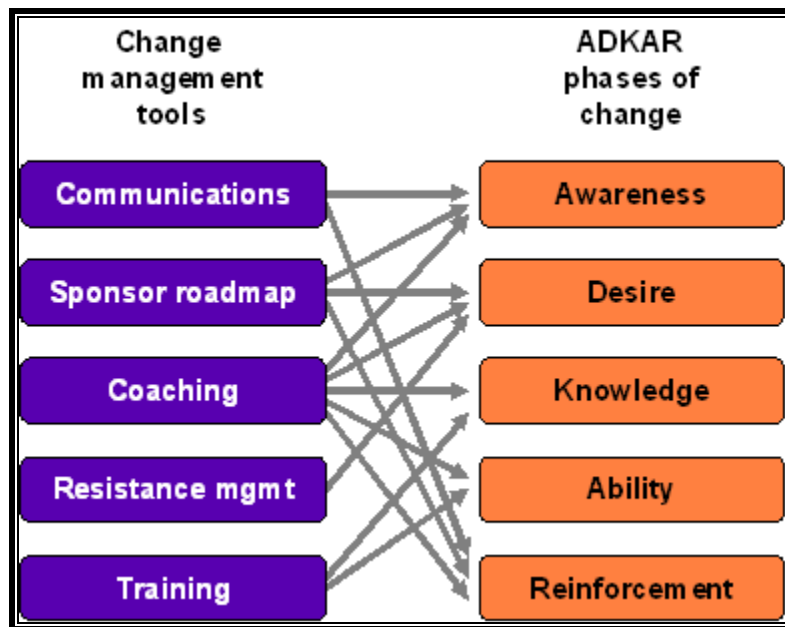 Change
management
tools
ADKAR
phases of
change
Communications
Awareness
Sponsor roadmap
Desire
Coaching
Knowledge
Resistance mgmt
Ability
Training
Reinforcement